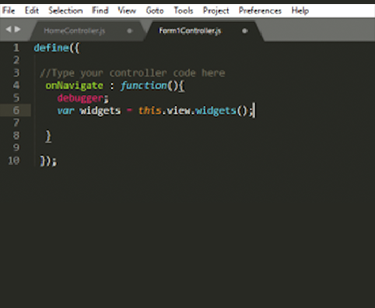 File Edit Selection Find View Goto Tools Project Preferences Help
HomeController.js Form1Controller.js
1 define({
2
3 //Type your controller code here
4 onNavigate : function(){
5 debugger;
6 var widgets = this.view.widgets();
7
8 }
9
10 });